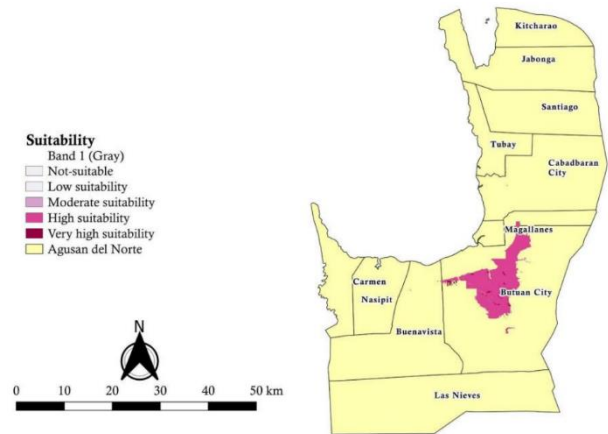 Kitcharao
Jabonga
Santiago
Tubay
Cabadbaran
City
Magallanes
Butuan City
Carmen
Nasipit
Buenavista
Las Nieves
Suitability
Band 1 (Gray)
Not-suitable
Low suitability
Moderate suitability
High suitability
Very high suitability
Agusan del Norte
N
0 10 20 30 40 50 km